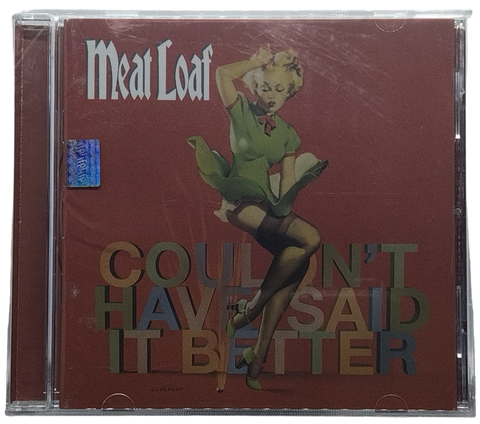 Meat Loaf
COULDN'T
HAVE SAID
IT BETTER